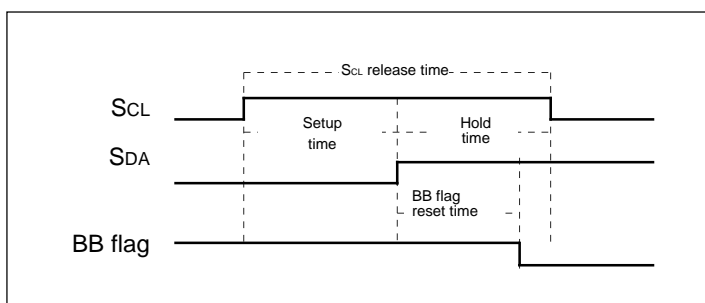 SCL release time
SCL
Setup
time
Hold
time
SDA
BB flag
reset time
BB flag